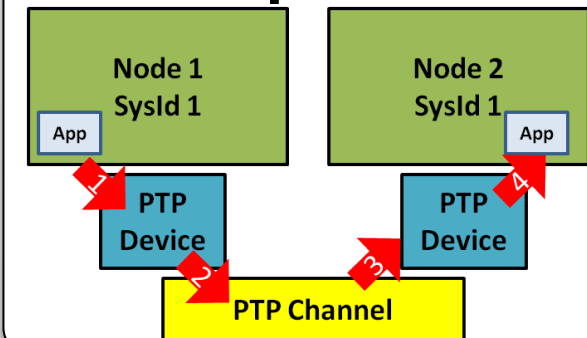 Node 1
SysId 1
App
Node 2
SysId 1
App
1
PTP
Device
2
PTP
Device
3
4
PTP Channel